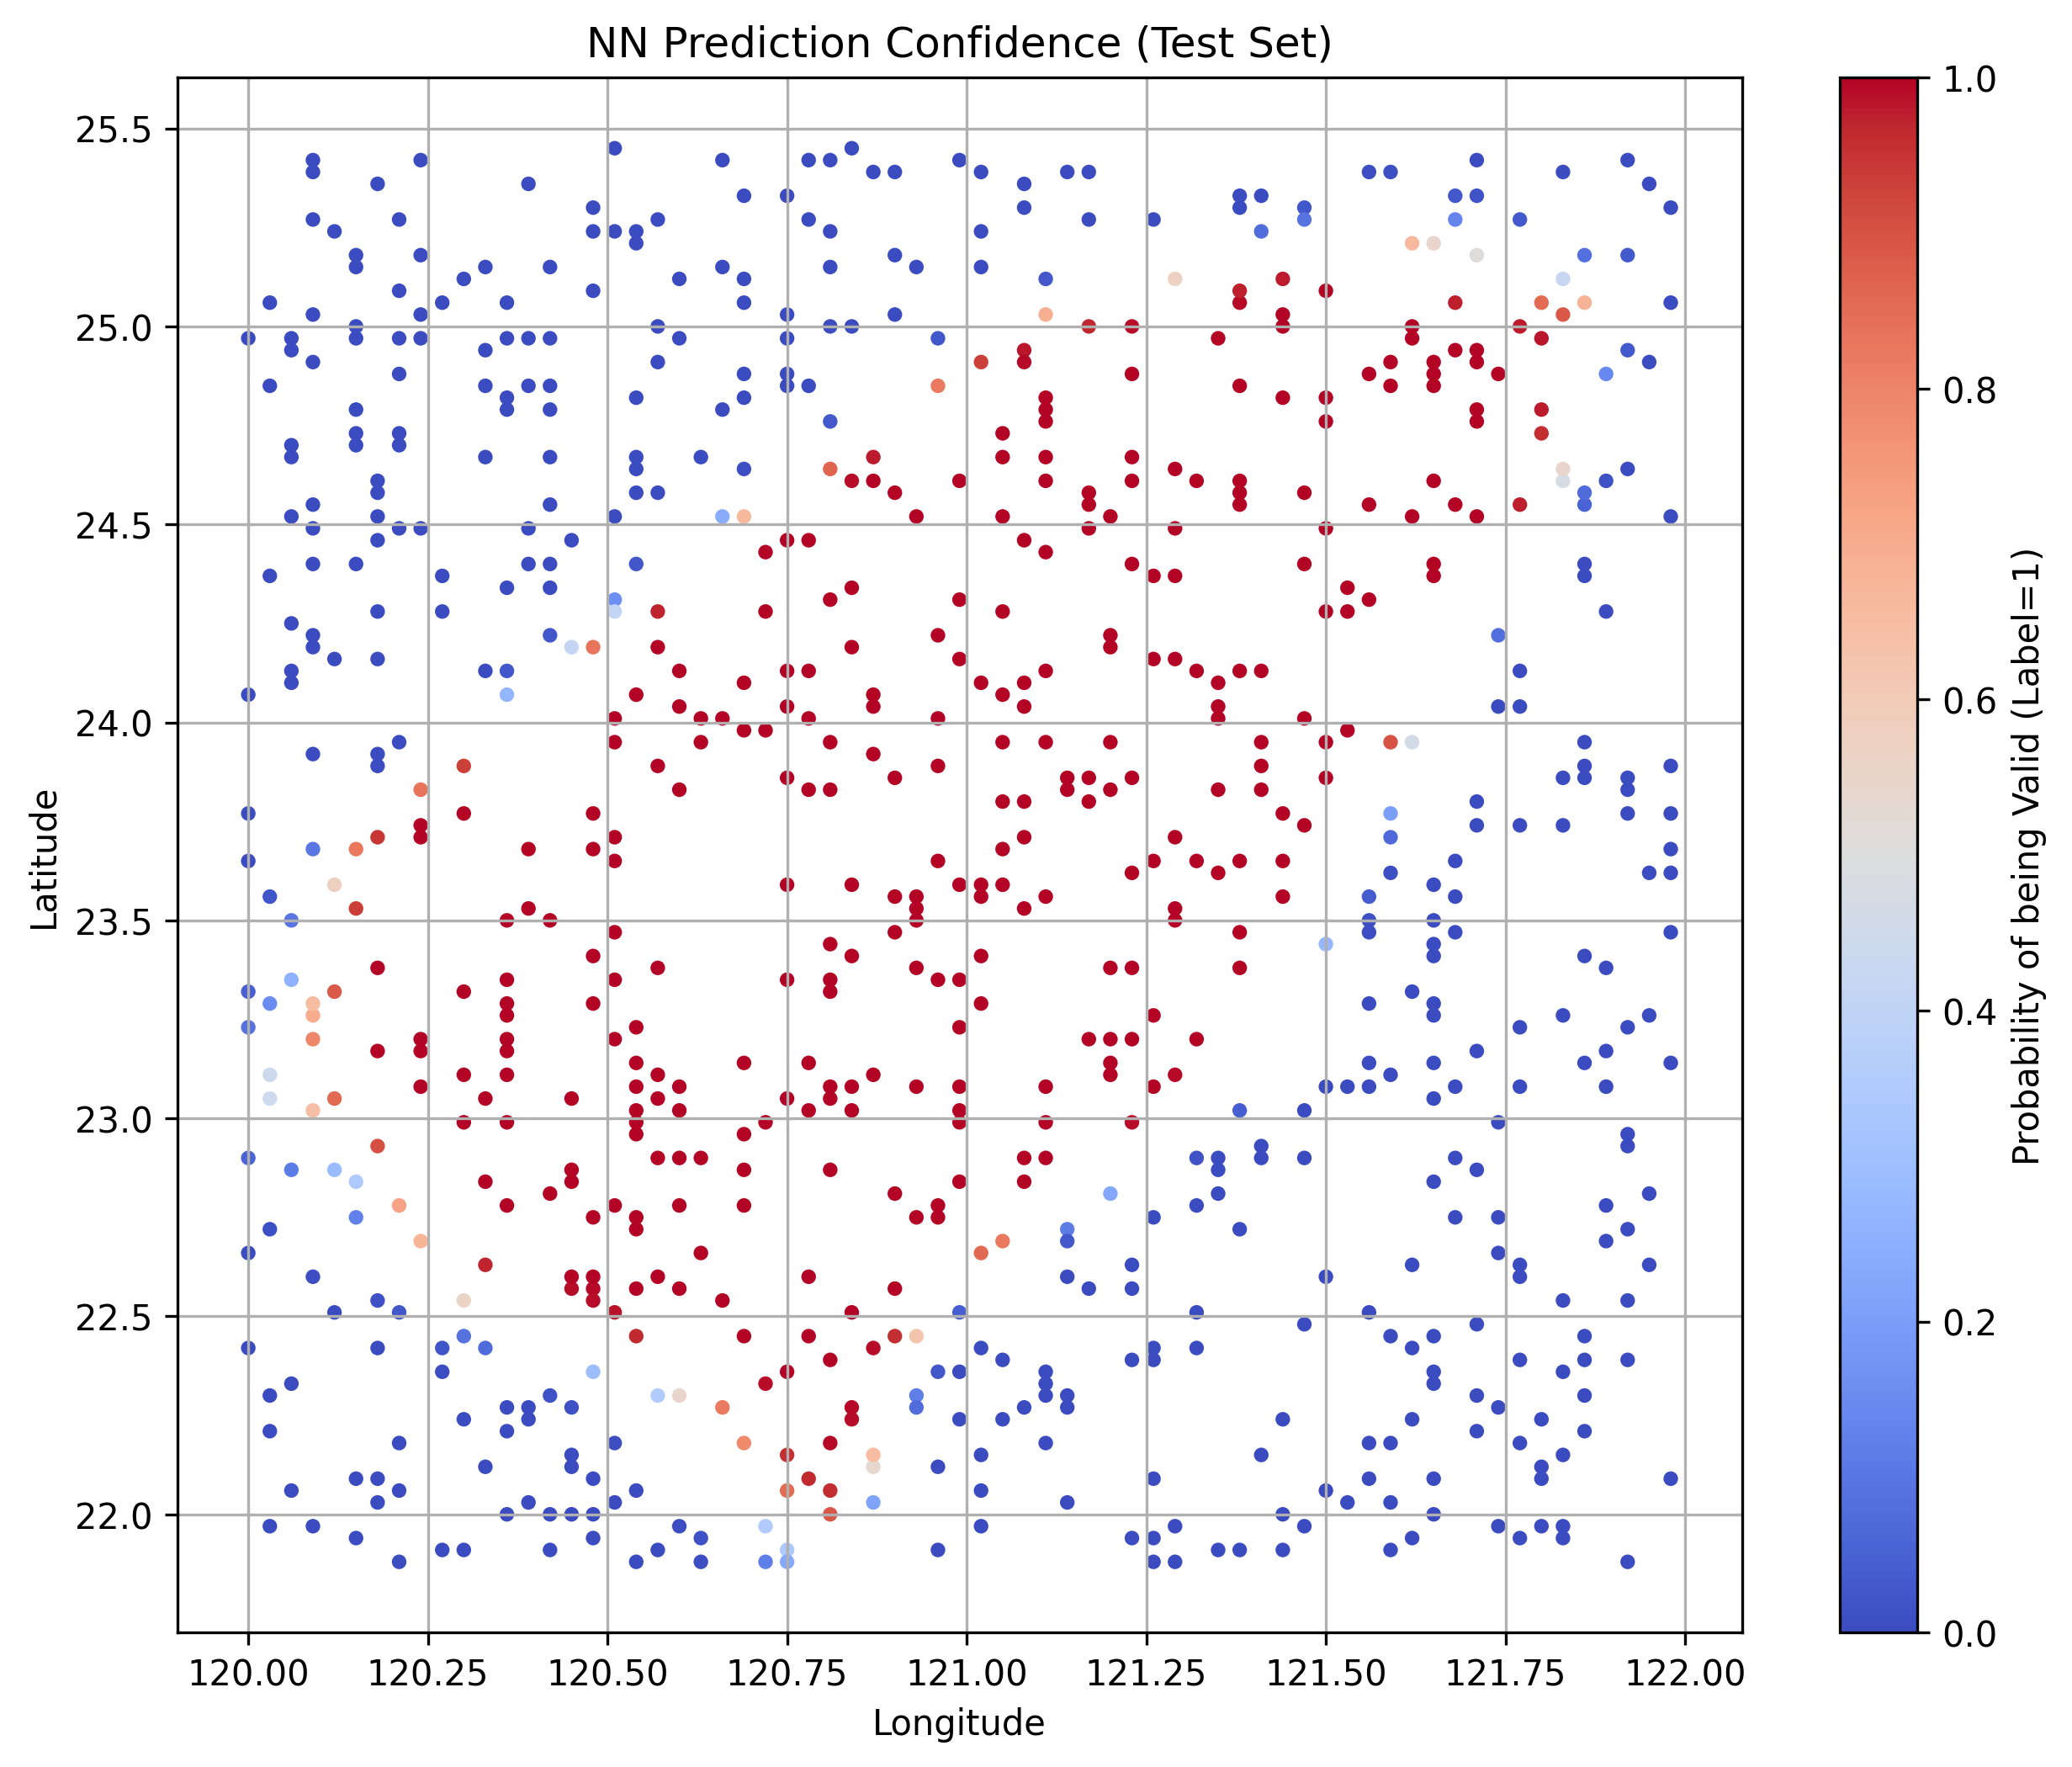 NN Prediction Confidence (Test Set)
25.5
25.0
24.5
24.0
23.5
23.0
22.5
22.0
Latitude
120.00 120.25 120.50 120.75 121.00 121.25 121.50 121.75 122.00
Longitude
1.0
0.8
0.6
0.4
0.2
0.0
Probability of being Valid (Label=1)